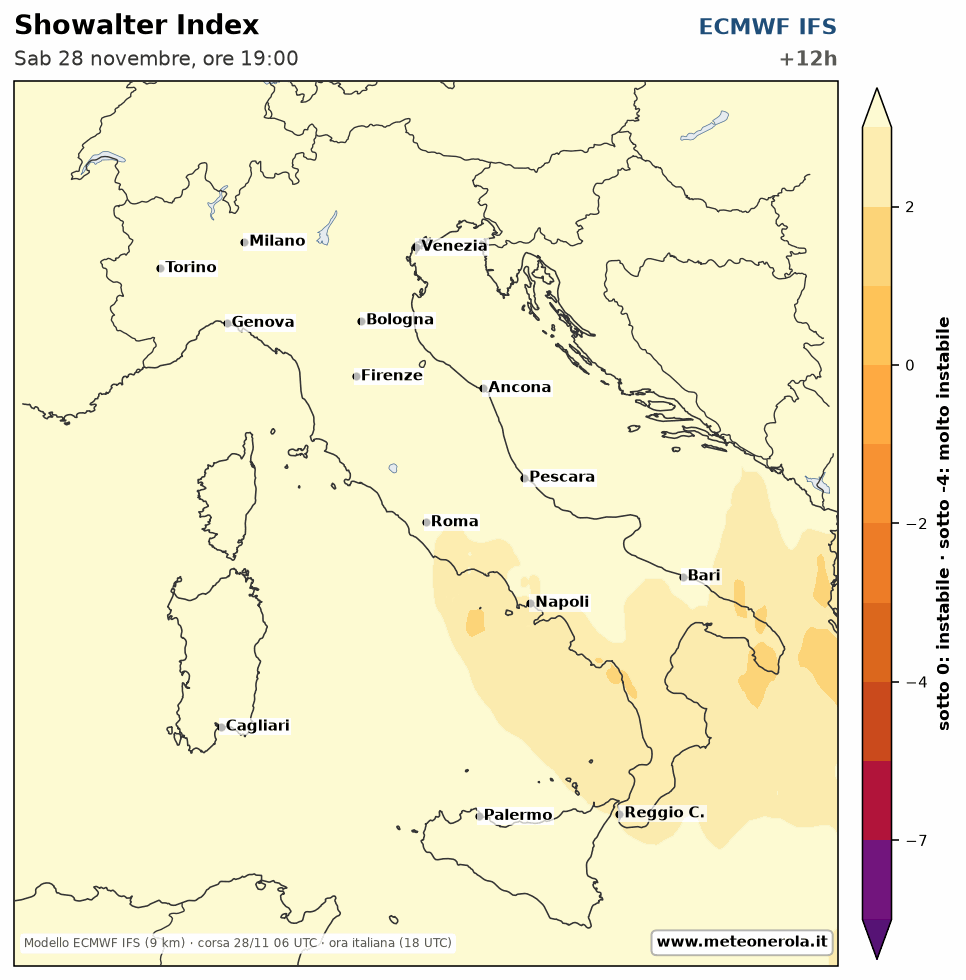 Showalter Index
ECMWF IFS
Sab 28 novembre, ore 19:00
+12h
Milano
Venezia
Torino
Genova
Bologna
Firenze
Ancona
Pescara
Roma
Bari
Napoli
Cagliari
Palermo
Reggio C.
2
0
−2
−4
−7
sotto 0: instabile · sotto -4: molto instabile
Modello ECMWF IFS (9 km) · corsa 28/11 06 UTC · ora italiana (18 UTC)
www.meteonerola.it